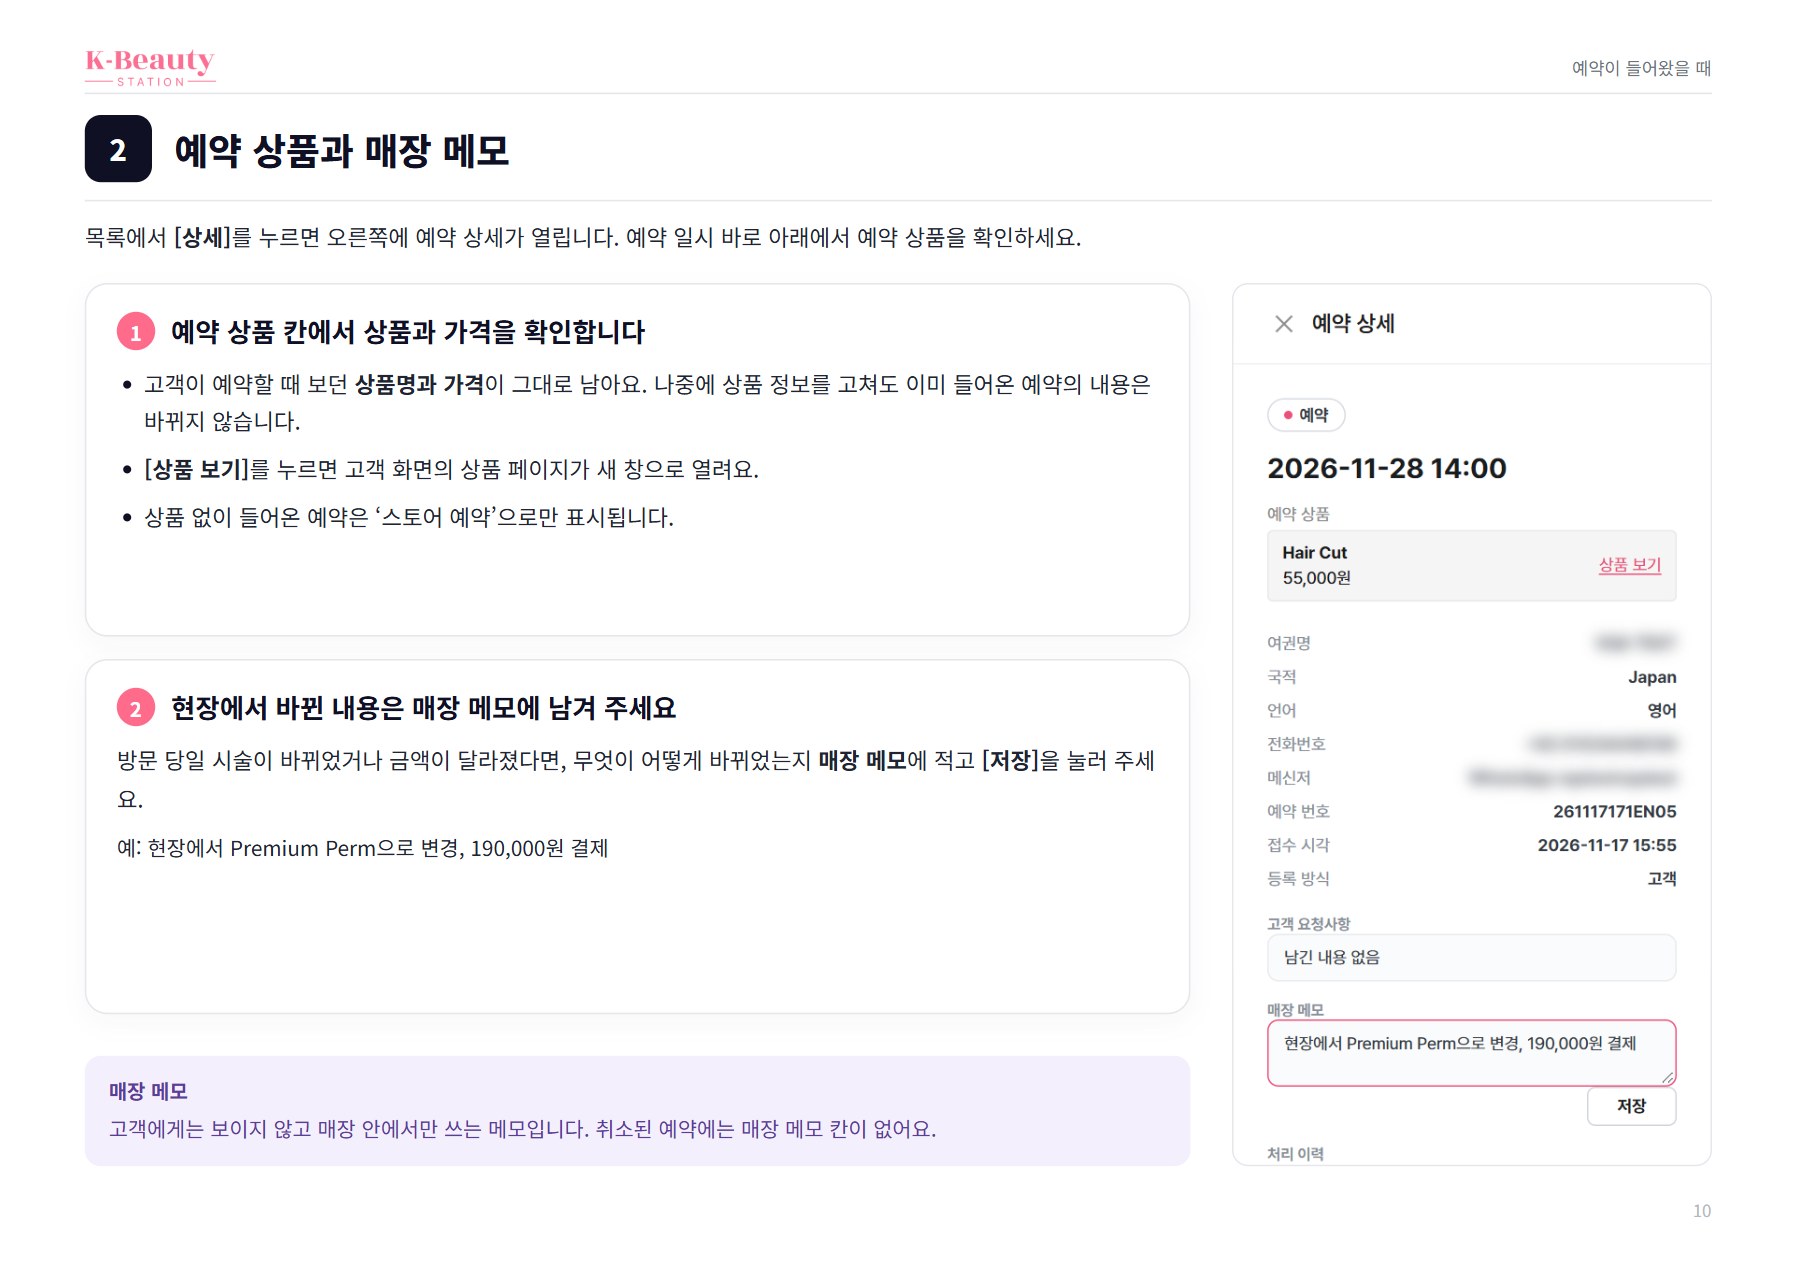 K-Beauty
STATION
예약이 들어왔을 때
2
예약 상품과 매장 메모
목록에서 [상세]를 누르면 오른쪽에 예약 상세가 열립니다. 예약 일시 바로 아래에서 예약 상품을 확인하세요.
1
예약 상품 칸에서 상품과 가격을 확인합니다
• 고객이 예약할 때 보던 상품명과 가격이 그대로 남아요. 나중에 상품 정보를 고쳐도 이미 들어온 예약의 내용은
바뀌지 않습니다.
• [상품 보기]를 누르면 고객 화면의 상품 페이지가 새 창으로 열려요.
• 상품 없이 들어온 예약은 ‘스토어 예약’으로만 표시됩니다.
2
현장에서 바뀐 내용은 매장 메모에 남겨 주세요
방문 당일 시술이 바뀌었거나 금액이 달라졌다면, 무엇이 어떻게 바뀌었는지 매장 메모에 적고 [저장]을 눌러 주세
요.
예: 현장에서 Premium Perm으로 변경, 190,000원 결제
매장 메모
고객에게는 보이지 않고 매장 안에서만 쓰는 메모입니다. 취소된 예약에는 매장 메모 칸이 없어요.
예약 상세
예약
2026-11-28 14:00
예약 상품
Hair Cut
55,000원
상품 보기
여권명
국적 Japan
언어 영어
전화번호
메신저
예약 번호 261117171EN05
접수 시각 2026-11-17 15:55
등록 방식 고객
고객 요청사항
남긴 내용 없음
매장 메모
현장에서 Premium Perm으로 변경, 190,000원 결제
저장
처리 이력
10